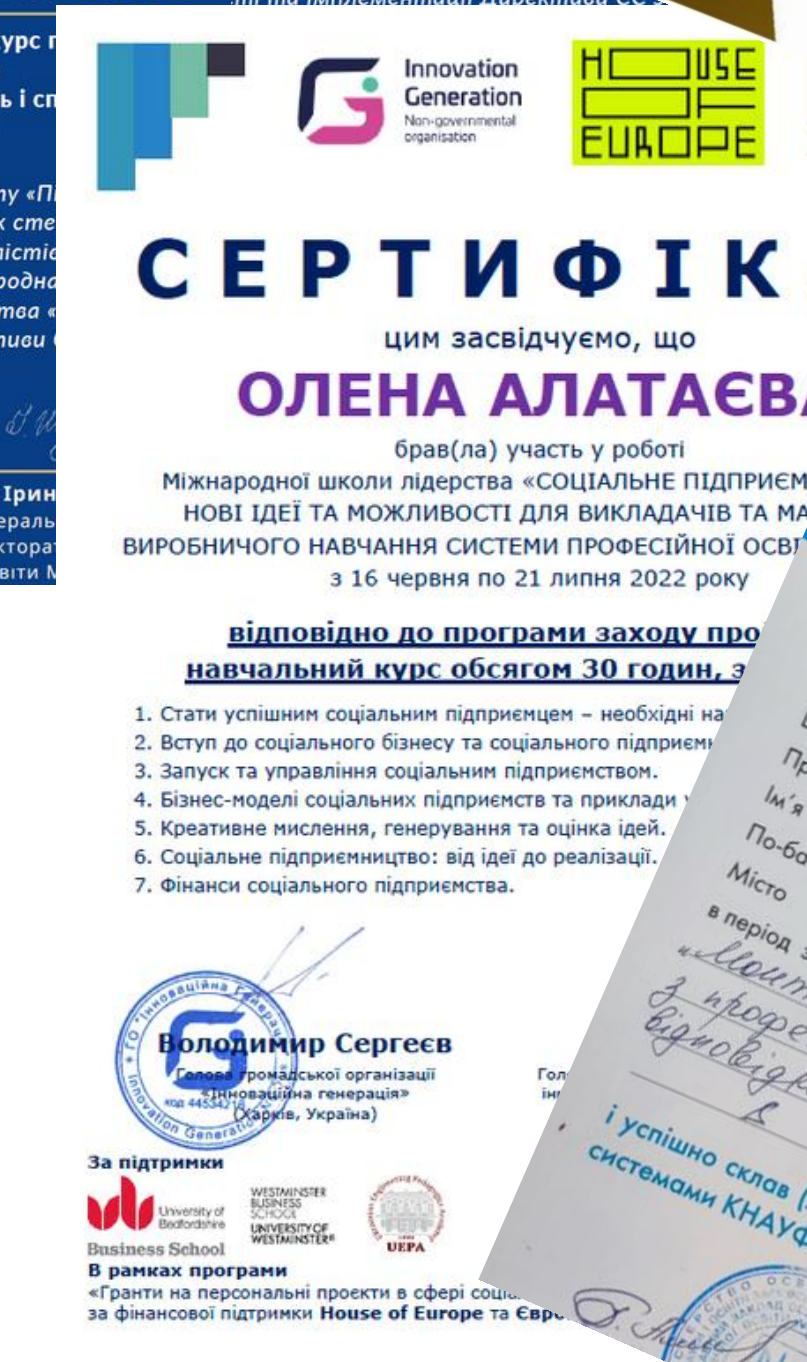 урс п
ь і сп
ту «Пі
к сте
лістіс
родна
тва «
тиви
Ірин
ераль
ктора
віти М
Innovation
Generation
Non-governmental
organisation
HOUSE
OF
EUROPE
СЕРТИФІК
цим засвідчуємо, що
ОЛЕНА АЛАТАЄВА
брав(ла) участь у роботі
Міжнародної школи лідерства «СОЦІАЛЬНЕ ПІДПРИЄМ
НОВІ ІДЕЇ ТА МОЖЛИВОСТІ ДЛЯ ВИКЛАДАЧІВ ТА МА
ВИРОБНИЧОГО НАВЧАННЯ СИСТЕМИ ПРОФЕСІЙНОЇ ОСВІ
з 16 червня по 21 липня 2022 року
відповідно до програми заходу про
навчальний курс обсягом 30 годин, з
1. Стати успішним соціальним підприємцем – необхідні на
2. Вступ до соціального бізнесу та соціального підприєм
3. Запуск та управління соціальним підприємством.
4. Бізнес-моделі соціальних підприємств та приклади
5. Креативне мислення, генерування та оцінка ідей.
6. Соціальне підприємництво: від ідеї до реалізації.
7. Фінанси соціального підприємства.
Володимир Сергеєв
Голова громадської організації
«Інноваційна генерація»
(Харків, Україна)
Гол
ін
За підтримки
University of
Bedfordshire
Business School
WESTMINSTER
BUSINESS
SCHOOL
UNIVERSITY OF
WESTMINSTER
UEPA
В рамках програми
«Гранти на персональні проєкти в сфері соціа
за фінансової підтримки House of Europe та Євро
Пр
Ім'я
По-ба
Місто
в період з
"Монт
з профе
відповідн
в
і успішно склав (
системами КНАУФ